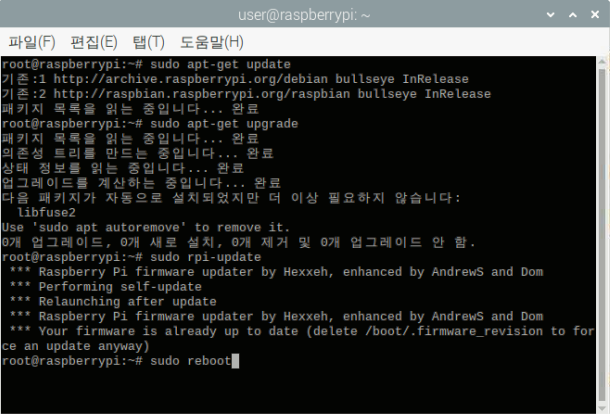 user@raspberrypi: ~
파일(F) 편집(E) 탭(T) 도움말(H)
root@raspberrypi:~# sudo apt-get update
기존:1 http://archive.raspberrypi.org/debian bullseye InRelease
기존:2 http://raspbian.raspberrypi.org/raspbian bullseye InRelease
패키지 목록을 읽는 중입니다... 완료
root@raspberrypi:~# sudo apt-get upgrade
패키지 목록을 읽는 중입니다... 완료
의존성 트리를 만드는 중입니다... 완료
상태 정보를 읽는 중입니다... 완료
업그레이드를 계산하는 중입니다... 완료
다음 패키지가 자동으로 설치되었지만 더 이상 필요하지 않습니다:
libfuse2
Use 'sudo apt autoremove' to remove it.
0개 업그레이드, 0개 새로 설치, 0개 제거 및 0개 업그레이드 안 함.
root@raspberrypi:~# sudo rpi-update
*** Raspberry Pi firmware updater by Hexxeh, enhanced by AndrewS and Dom
*** Performing self-update
*** Relaunching after update
*** Raspberry Pi firmware updater by Hexxeh, enhanced by AndrewS and Dom
*** Your firmware is already up to date (delete /boot/.firmware_revision to for
ce an update anyway)
root@raspberrypi:~# sudo reboot